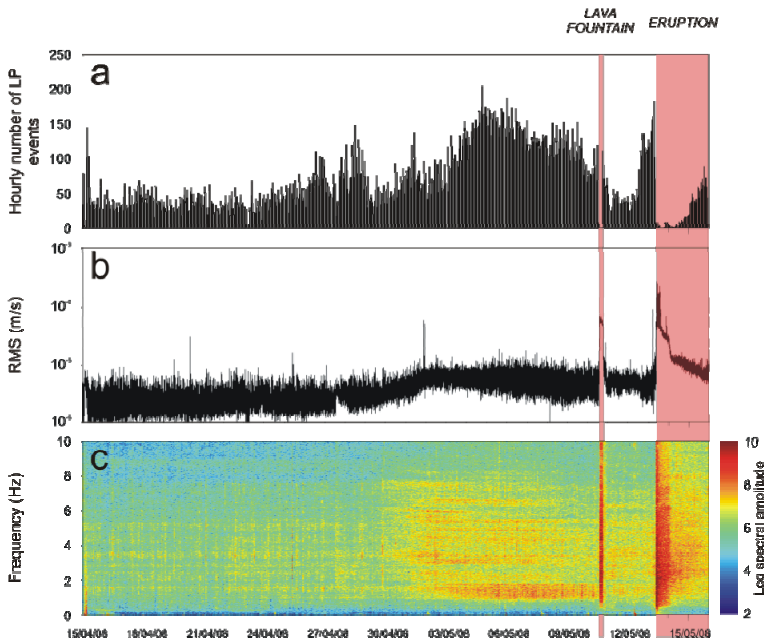 LAVA
FOUNTAIN
ERUPTION
a
Hourly number of LP
events
250
200
150
100
50
0
b
RMS (m/s)
10⁻⁵
c
Frequency (Hz)
10
8
6
4
2
0
10
8
6
4
2
Log spectral amplitude
15/04/08
18/04/08
21/04/08
24/04/08
27/04/08
30/04/08
03/05/08
06/05/08
09/05/08
12/05/08
15/05/08